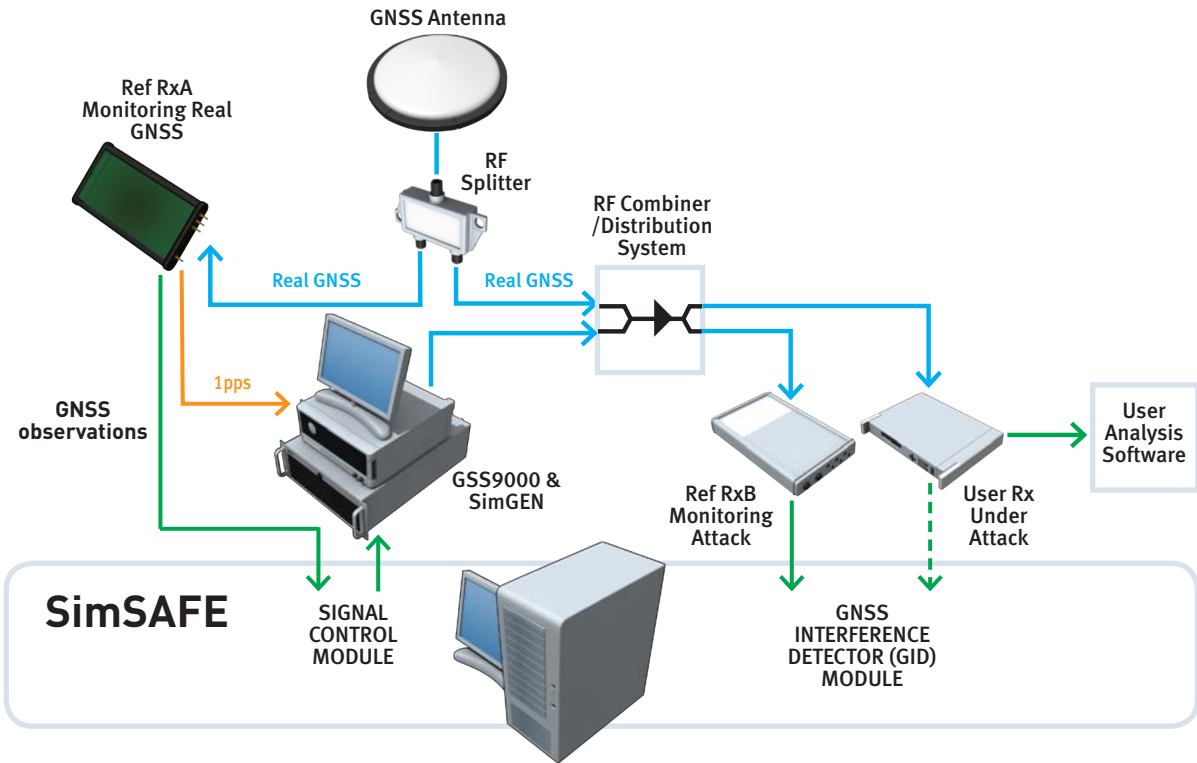 GNSS Antenna
Ref RxA
Monitoring Real
GNSS
RF
Splitter
RF Combiner
/Distribution
System
Real GNSS
Real GNSS
1pps
GNSS
observations
GSS9000 &
SimGEN
Ref RxB
Monitoring
Attack
User Rx
Under
Attack
User
Analysis
Software
SimSAFE
SIGNAL
CONTROL
MODULE
GNSS
INTERFERENCE
DETECTOR (GID)
MODULE